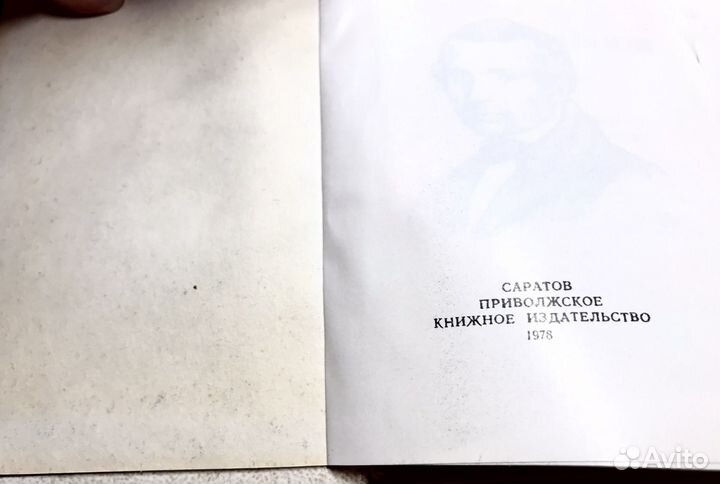 САРАТОВ
ПРИВОЛЖСКОЕ
КНИЖНОЕ ИЗДАТЕЛЬСТВО
1978
Avito